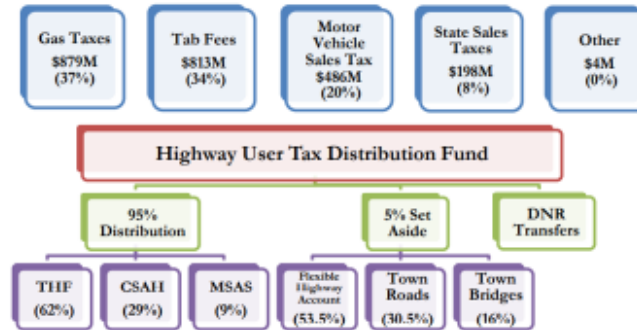 Gas Taxes
$879M
(37%)
Tab Fees
$813M
(34%)
Motor
Vehicle
Sales Tax
$486M
(20%)
State Sales
Taxes
$198M
(8%)
Other
$4M
(0%)
Highway User Tax Distribution Fund
95%
Distribution
5% Set
Aside
DNR
Transfers
THF
(62%)
CSAH
(29%)
MSAS
(9%)
Flexible
Highway
Account
(53.5%)
Town
Roads
(30.5%)
Town
Bridges
(16%)